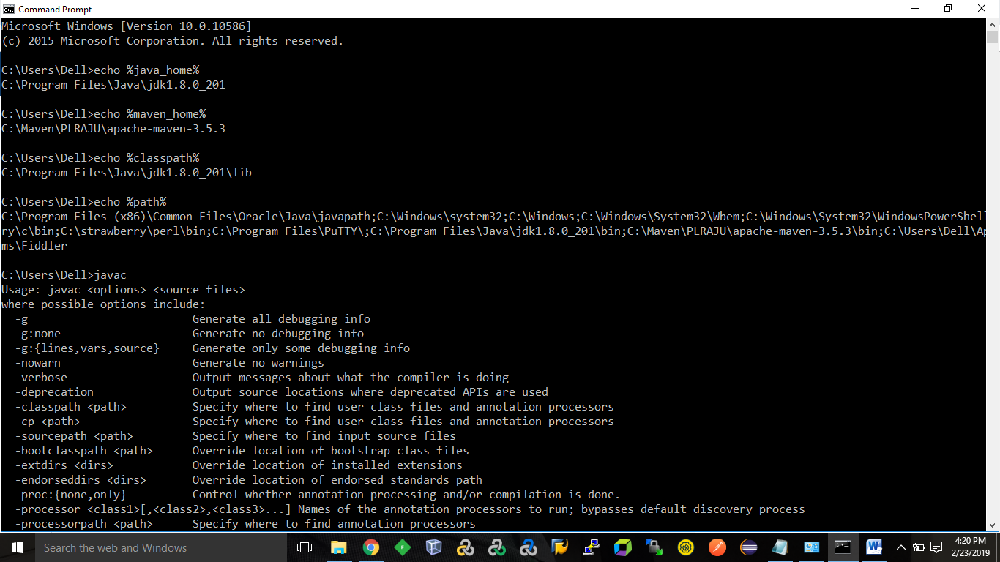 Command Prompt
Microsoft Windows [Version 10.0.10586]
(c) 2015 Microsoft Corporation. All rights reserved.
C:\Users\Dell>echo %java_home%
C:\Program Files\Java\jdk1.8.0_201
C:\Users\Dell>echo %maven_home%
C:\Maven\PLRAJU\apache-maven-3.5.3
C:\Users\Dell>echo %classpath%
C:\Program Files\Java\jdk1.8.0_201\lib
C:\Users\Dell>echo %path%
C:\Program Files (x86)\Common Files\Oracle\Java\javapath;C:\Windows\system32;C:\Windows;C:\Windows\System32\Wbem;C:\Windows\System32\WindowsPowerShell
ry\c\bin;C:\strawberry\perl\bin;C:\Program Files\PuTTY\;C:\Program Files\Java\jdk1.8.0_201\bin;C:\Maven\PLRAJU\apache-maven-3.5.3\bin;C:\Users\Dell\Ap
ms\Fiddler
C:\Users\Dell>javac
Usage: javac <options> <source files>
where possible options include:
-g Generate all debugging info
-g:none Generate no debugging info
-g:{lines,vars,source} Generate only some debugging info
-nowarn Generate no warnings
-verbose Output messages about what the compiler is doing
-deprecation Output source locations where deprecated APIs are used
-classpath <path> Specify where to find user class files and annotation processors
-cp <path> Specify where to find user class files and annotation processors
-sourcepath <path> Specify where to find input source files
-bootclasspath <path> Override location of bootstrap class files
-extdirs <dirs> Override location of installed extensions
-endorseddirs <dirs> Override location of endorsed standards path
-proc:{none,only} Control whether annotation processing and/or compilation is done.
-processor <class1>[,<class2>,<class3>...] Names of the annotation processors to run; bypasses default discovery process
-processorpath <path> Specify where to find annotation processors
Search the web and Windows
4:20 PM
2/23/2019